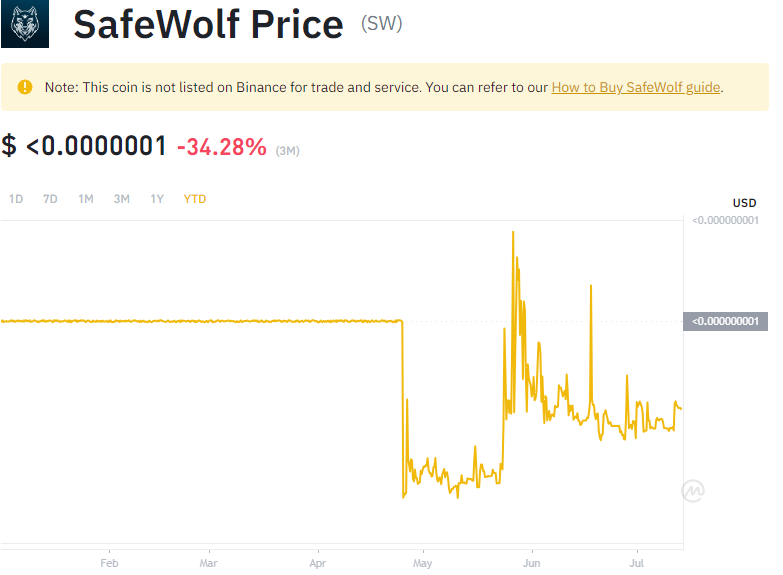 SafeWolf Price (SW)
Note: This coin is not listed on Binance for trade and service. You can refer to our How to Buy SafeWolf guide.
$ <0.0000001 -34.28% (3M)
1D 7D 1M 3M 1Y YTD
USD
<0.000000001
<0.000000001
Feb Mar Apr May Jun Jul